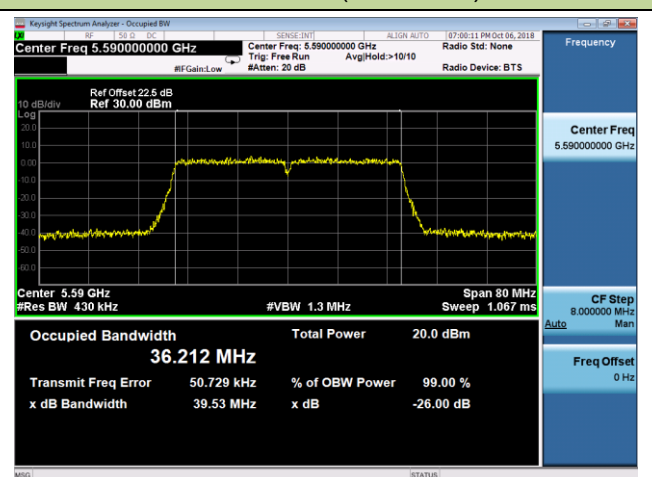 Keysight Spectrum Analyzer - Occupied BW
RF 50 Ω DC SENSE:INT ALIGN AUTO 07:00:11 PM Oct 06, 2018
Center Freq 5.590000000 GHz Center Freq: 5.590000000 GHz Radio Std: None Frequency
Trig: Free Run Avg|Hold:>10/10
#IFGain:Low #Atten: 20 dB Radio Device: BTS
Ref Offset 22.5 dB
10 dB/div Ref 30.00 dBm
Log
20.0
10.0
0.00
-10.0
-20.0
-30.0
-40.0
-50.0
-60.0
Center Freq
5.590000000 GHz
Center 5.59 GHz Span 80 MHz
#Res BW 430 kHz #VBW 1.3 MHz Sweep 1.067 ms
CF Step
8.000000 MHz
Auto Man
Occupied Bandwidth Total Power 20.0 dBm
36.212 MHz
Transmit Freq Error 50.729 kHz % of OBW Power 99.00 %
x dB Bandwidth 39.53 MHz x dB -26.00 dB
Freq Offset
0 Hz
MSG STATUS